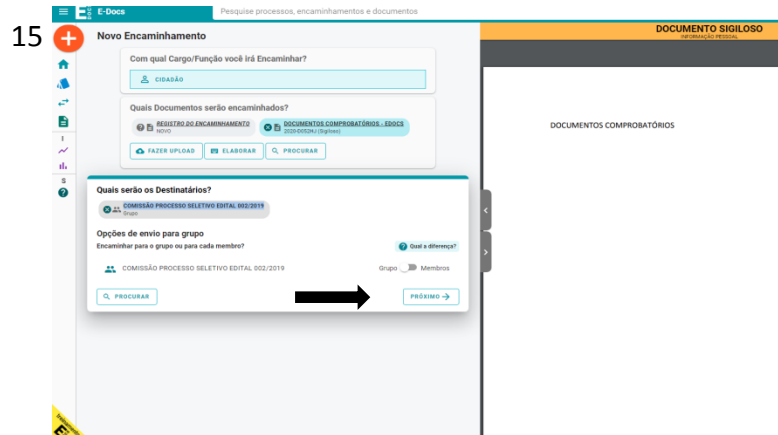 15
E-Docs
Pesquise processos, encaminhamentos e documentos
Novo Encaminhamento
Com qual Cargo/Função você irá Encaminhar?
CIDADÃO
Quais Documentos serão encaminhados?
REGISTRO DO ENCAMINHAMENTO
NOVO
DOCUMENTOS COMPROBATÓRIOS - EDOCS
(Sigiloso)
FAZER UPLOAD
ELABORAR
PROCURAR
Quais serão os Destinatários?
COMISSÃO PROCESSO SELETIVO EDITAL 002/2019
Grupo
Opções de envio para grupo
Encaminhar para o grupo ou para cada membro?
Qual a diferença?
COMISSÃO PROCESSO SELETIVO EDITAL 002/2019
Grupo
Membros
PROCURAR
PRÓXIMO
DOCUMENTO SIGILOSO
INFORMAÇÃO PESSOAL
DOCUMENTOS COMPROBATÓRIOS
I
S